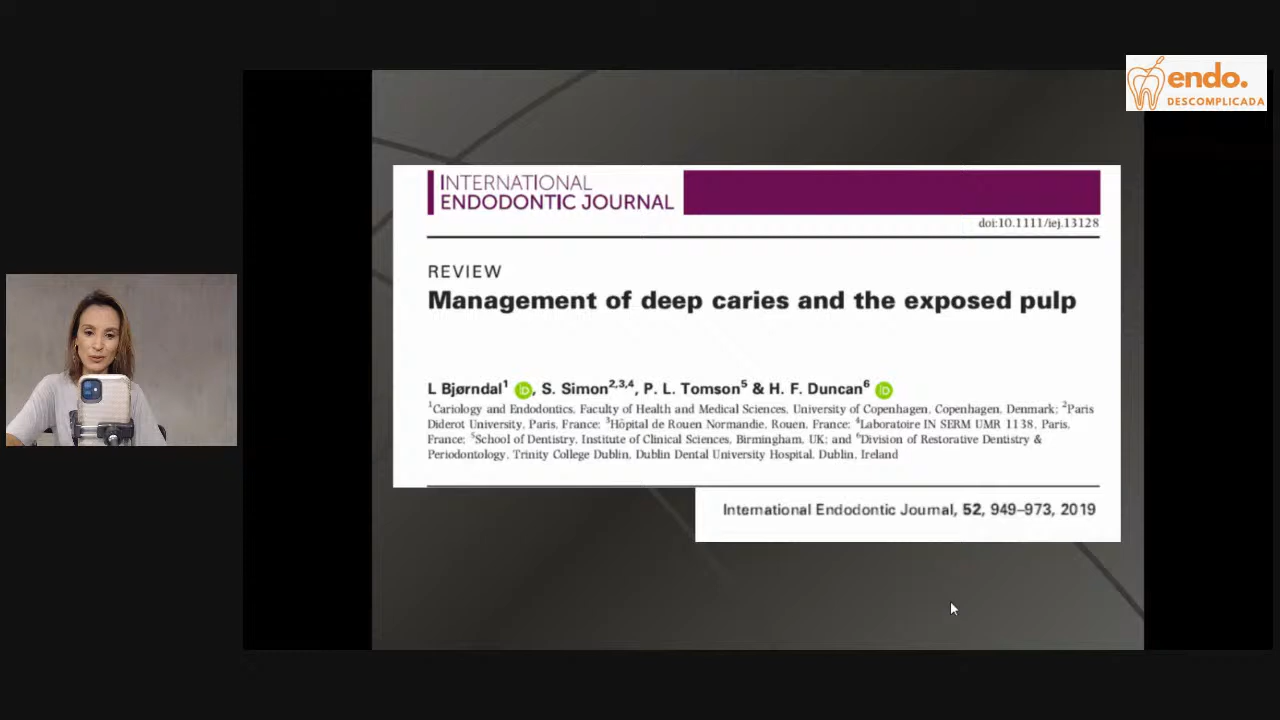 endo.
DESCOMPLICADA
INTERNATIONAL
ENDODONTIC JOURNAL
doi:10.1111/iej.13128
REVIEW
Management of deep caries and the exposed pulp
L Bjørndal¹ iD, S. Simon²,³,⁴, P. L. Tomson⁵ & H. F. Duncan⁶ iD
¹Cariology and Endodontics, Faculty of Health and Medical Sciences, University of Copenhagen, Copenhagen, Denmark; ²Paris
Diderot University, Paris, France; ³Hôpital de Rouen Normandie, Rouen, France; ⁴Laboratoire IN SERM UMR 1138, Paris,
France; ⁵School of Dentistry, Institute of Clinical Sciences, Birmingham, UK; and ⁶Division of Restorative Dentistry &
Periodontology, Trinity College Dublin, Dublin Dental University Hospital, Dublin, Ireland
International Endodontic Journal, 52, 949–973, 2019